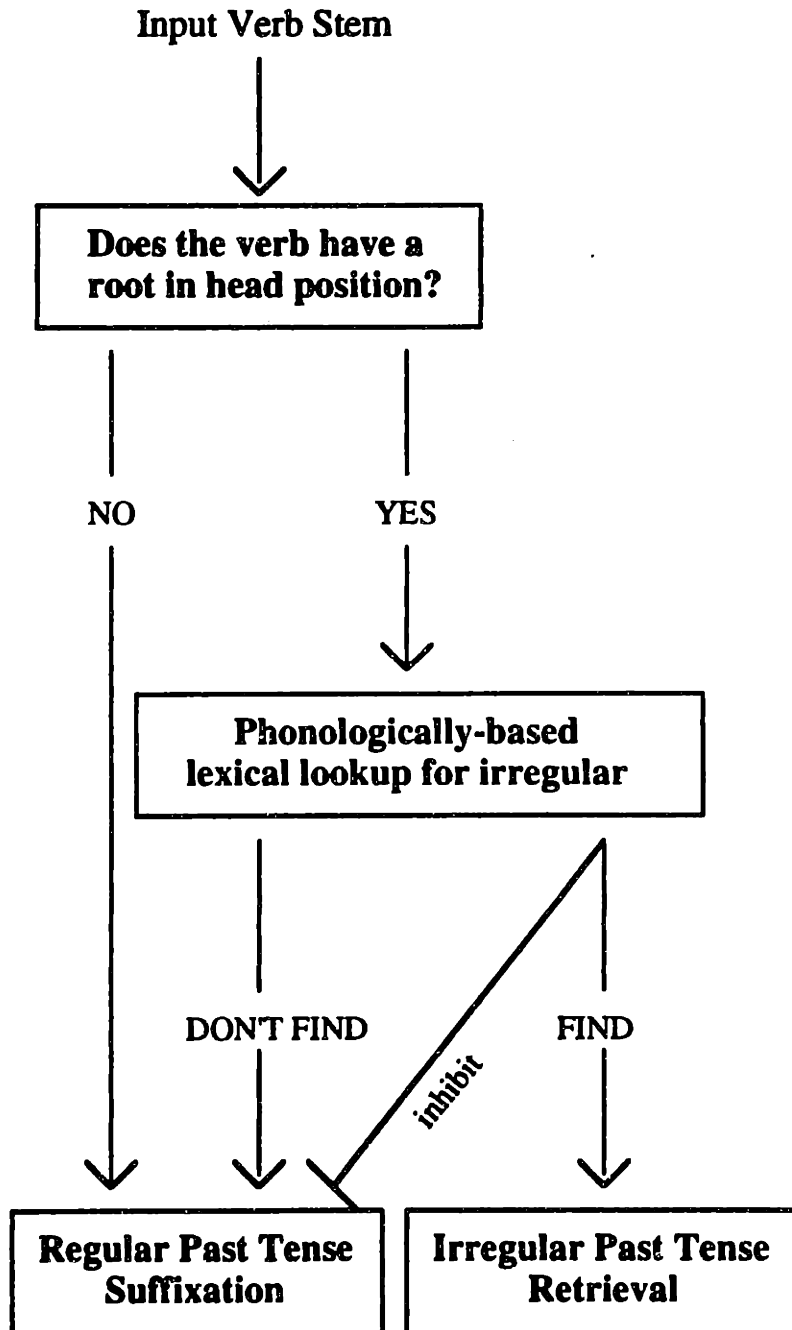 Input Verb Stem
Does the verb have a
root in head position?
NO
YES
Phonologically-based
lexical lookup for irregular
DON'T FIND
FIND
inhibit
Regular Past Tense
Suffixation
Irregular Past Tense
Retrieval